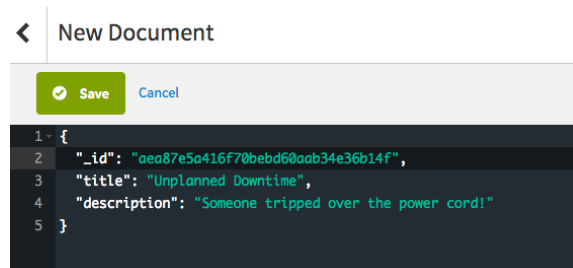 New Document
Save Cancel
1 {
2 "_id": "aea87e5a416f70bebd60aab34e36b14f",
3 "title": "Unplanned Downtime",
4 "description": "Someone tripped over the power cord!"
5 }